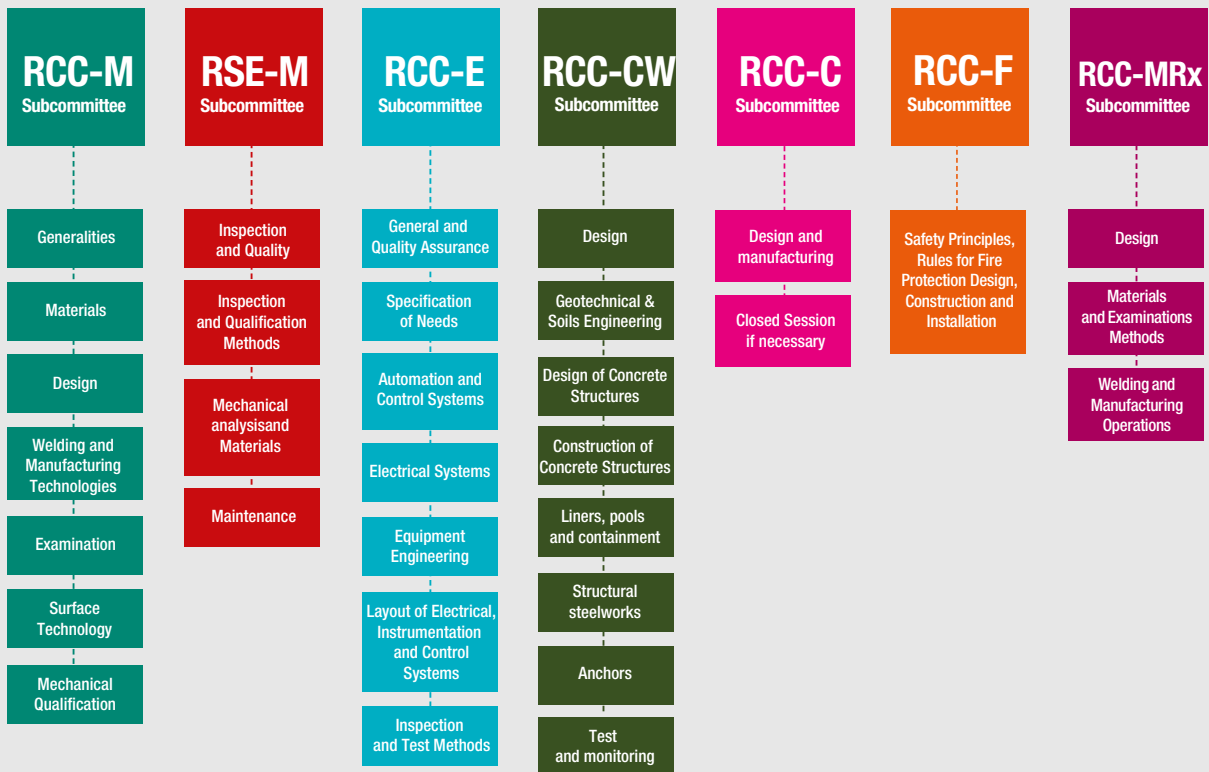 RCC-M
Subcommittee
Generalities
Materials
Design
Welding and
Manufacturing
Technologies
Examination
Surface
Technology
Mechanical
Qualification
RSE-M
Subcommittee
Inspection
and Quality
Inspection
and Qualification
Methods
Mechanical
analysisand
Materials
Maintenance
RCC-E
Subcommittee
General and
Quality Assurance
Specification
of Needs
Automation and
Control Systems
Electrical Systems
Equipment
Engineering
Layout of Electrical,
Instrumentation
and Control
Systems
Inspection
and Test Methods
RCC-CW
Subcommittee
Design
Geotechnical &
Soils Engineering
Design of Concrete
Structures
Construction of
Concrete Structures
Liners, pools
and containment
Structural
steelworks
Anchors
Test
and monitoring
RCC-C
Subcommittee
Design and
manufacturing
Closed Session
if necessary
RCC-F
Subcommittee
Safety Principles,
Rules for Fire
Protection Design,
Construction and
Installation
RCC-MRx
Subcommittee
Design
Materials
and Examinations
Methods
Welding and
Manufacturing
Operations